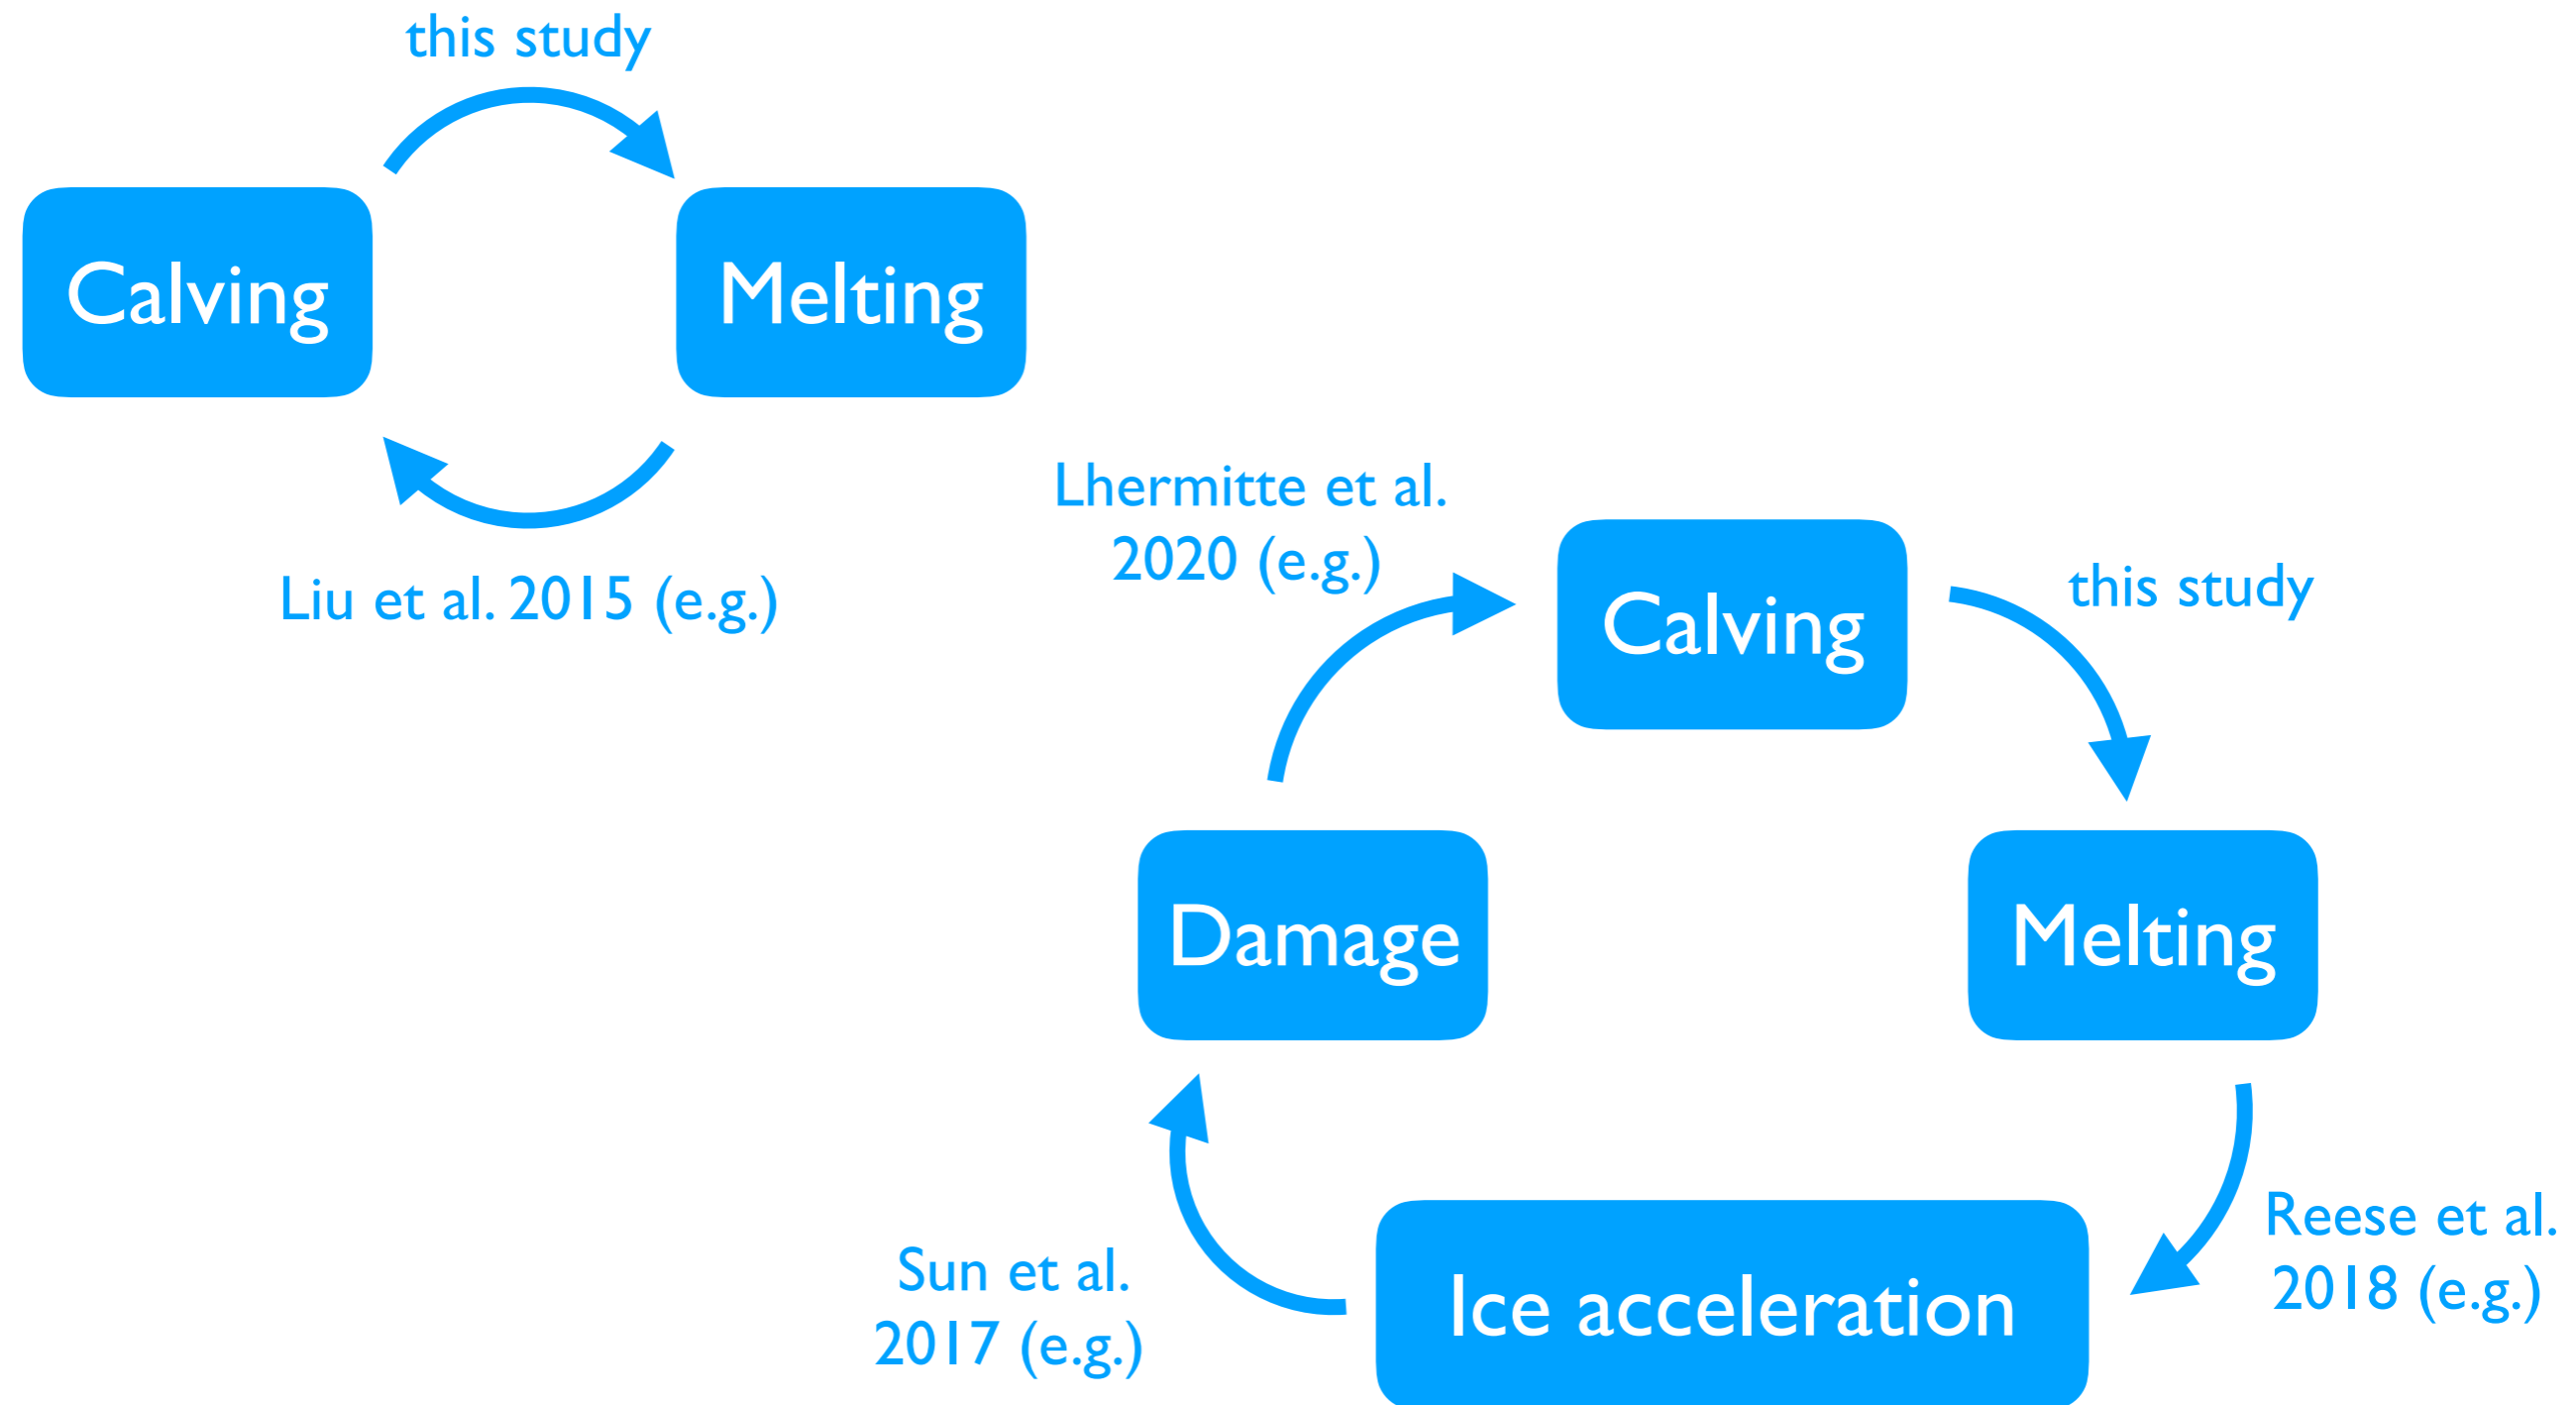 this study
Calving
Melting
Liu et al. 2015 (e.g.)
Lhermitte et al.
2020 (e.g.)
Calving
this study
Damage
Melting
Sun et al.
2017 (e.g.)
Ice acceleration
Reese et al.
2018 (e.g.)